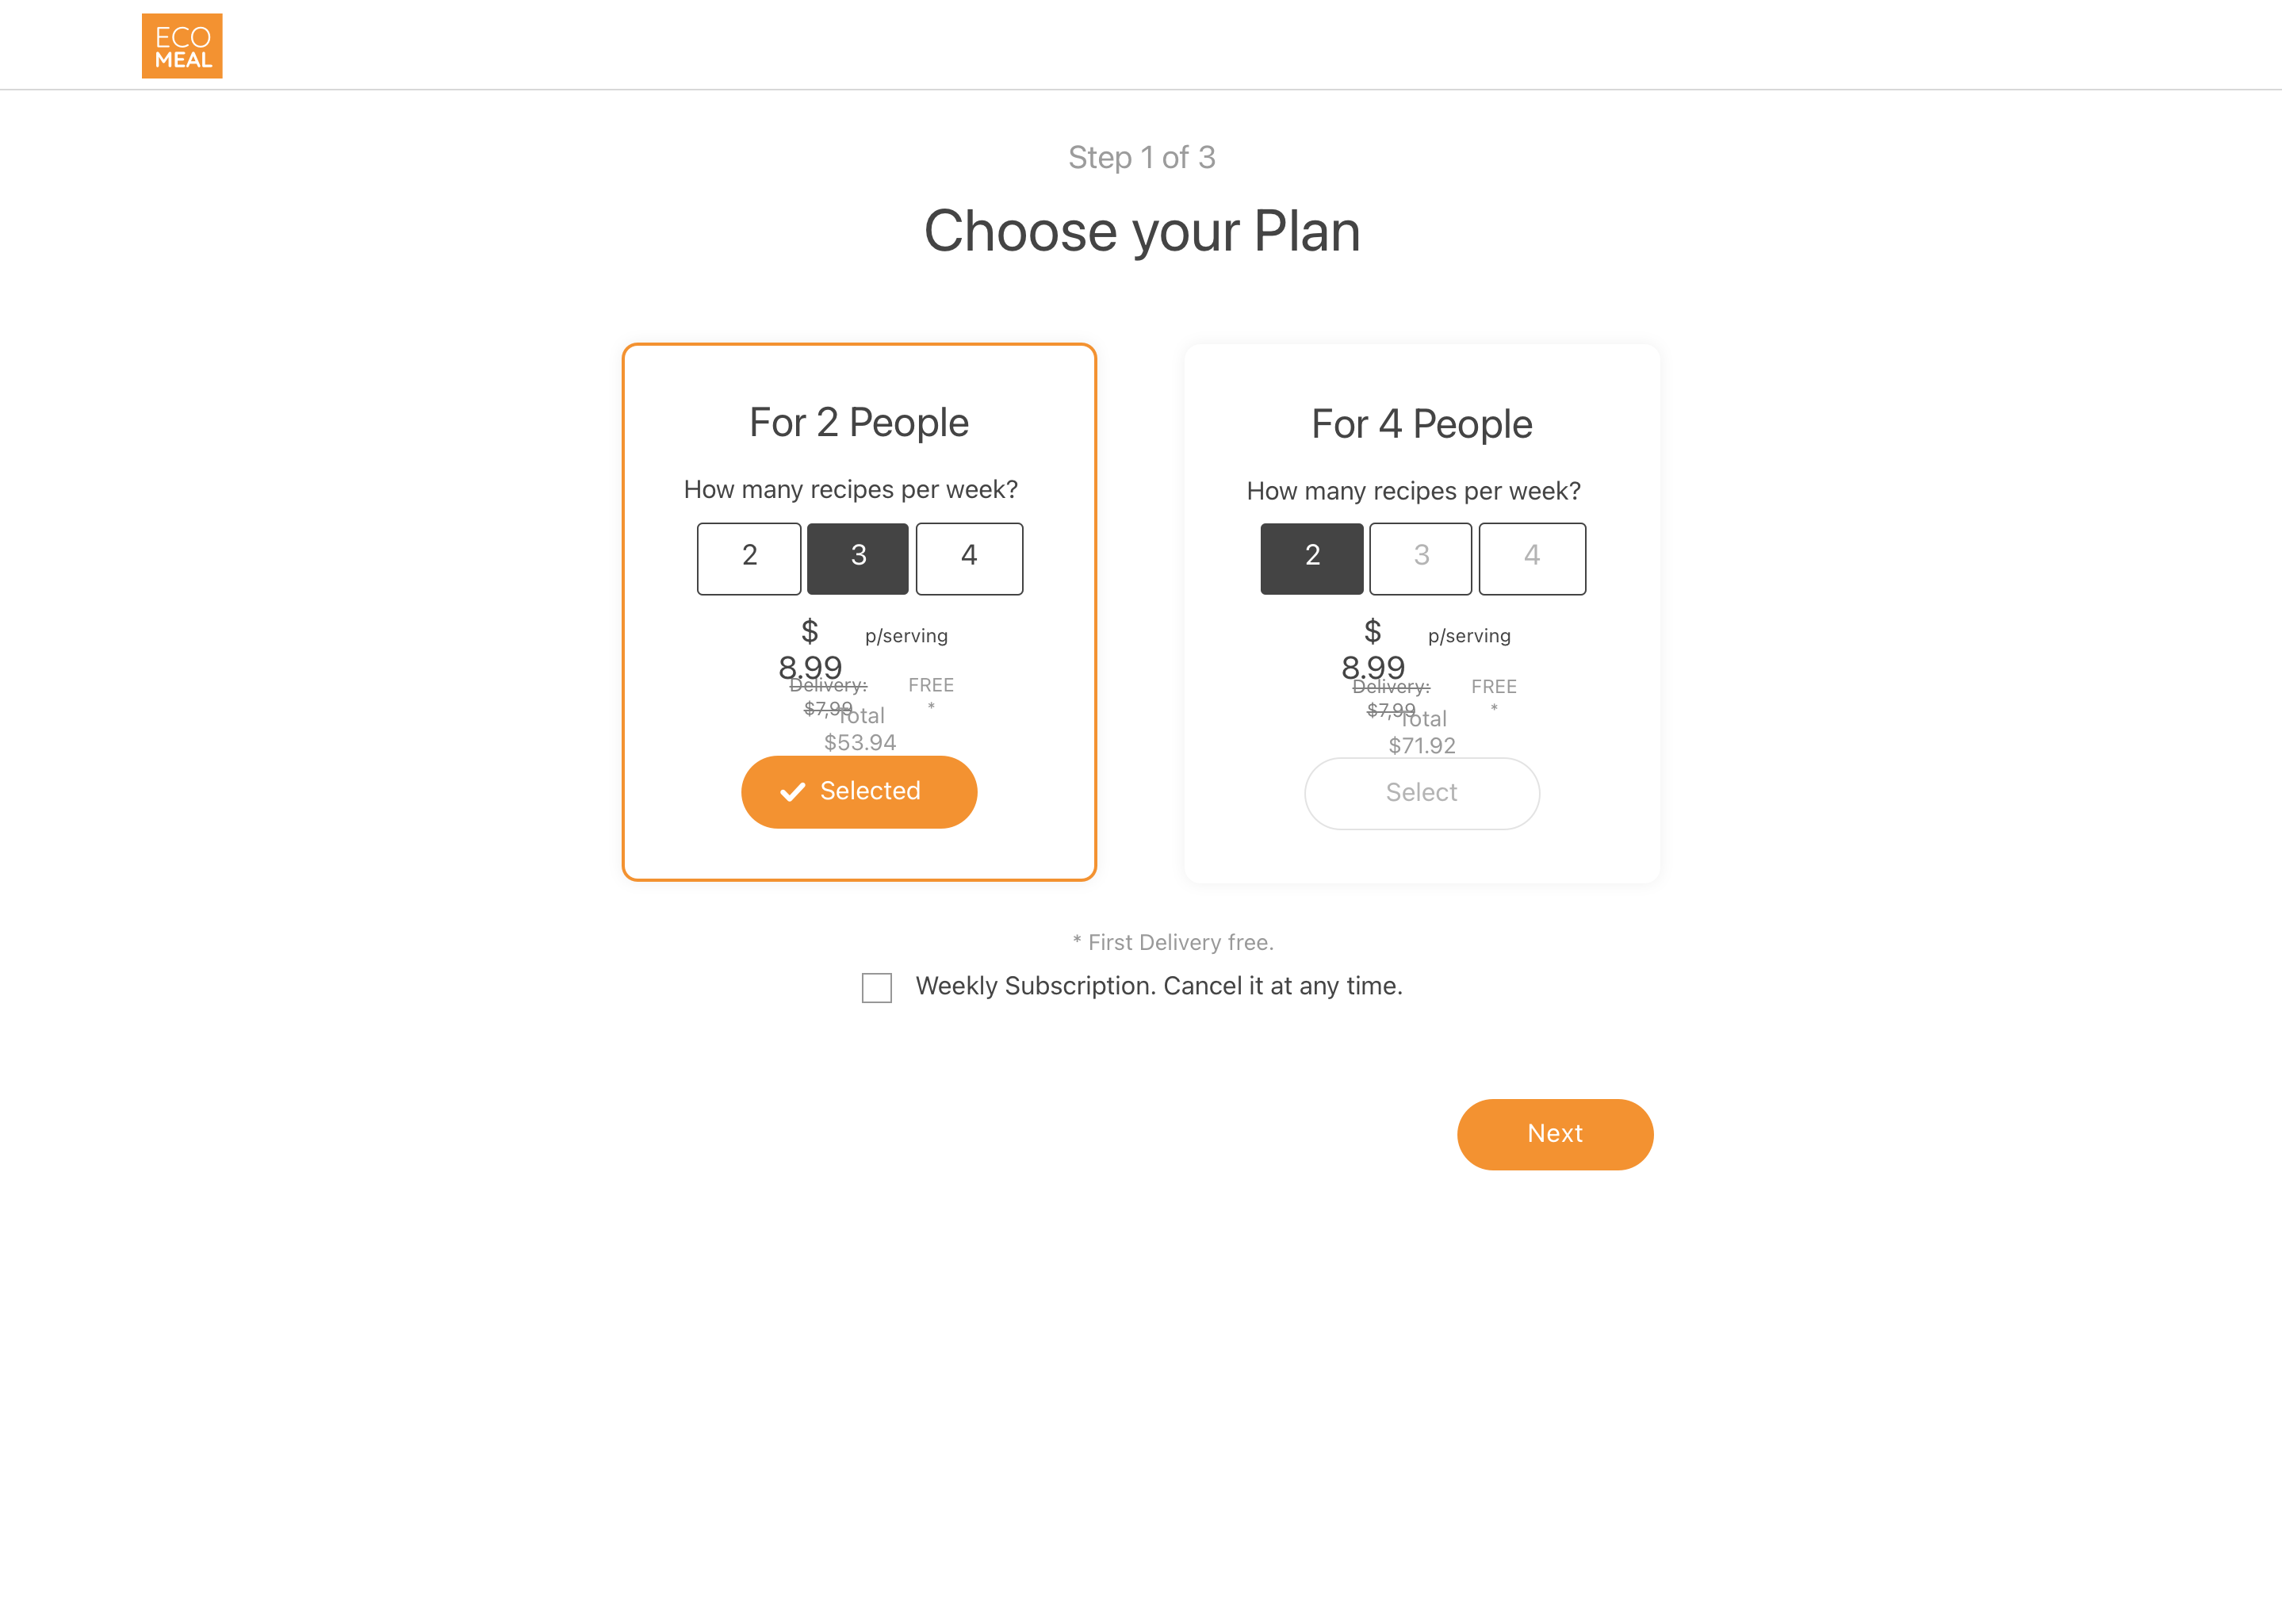 ECO
MEAL
Step 1 of 3
Choose your Plan
For 2 People
How many recipes per week?
2 3 4
$ p/serving
8.99
Delivery: FREE
$7,99 *
Total
$53.94
Selected
For 4 People
How many recipes per week?
2 3 4
$ p/serving
8.99
Delivery: FREE
$7,99 *
Total
$71.92
Select
* First Delivery free.
Weekly Subscription. Cancel it at any time.
Next